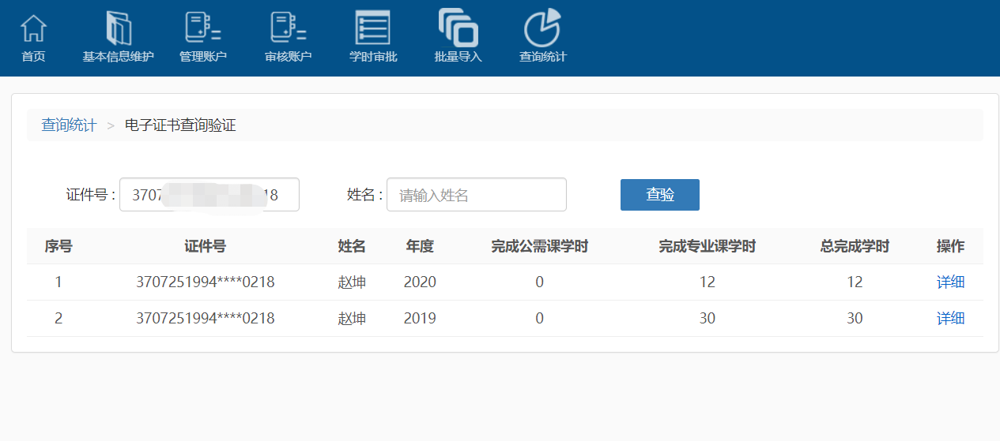 首页 基本信息维护 管理账户 审核账户 学时审批 批量导入 查询统计
查询统计 > 电子证书查询验证
证件号 : 3707 18 姓名 : 请输入姓名 查验
序号 证件号 姓名 年度 完成公需课学时 完成专业课学时 总完成学时 操作
1 3707251994****0218 赵坤 2020 0 12 12 详细
2 3707251994****0218 赵坤 2019 0 30 30 详细